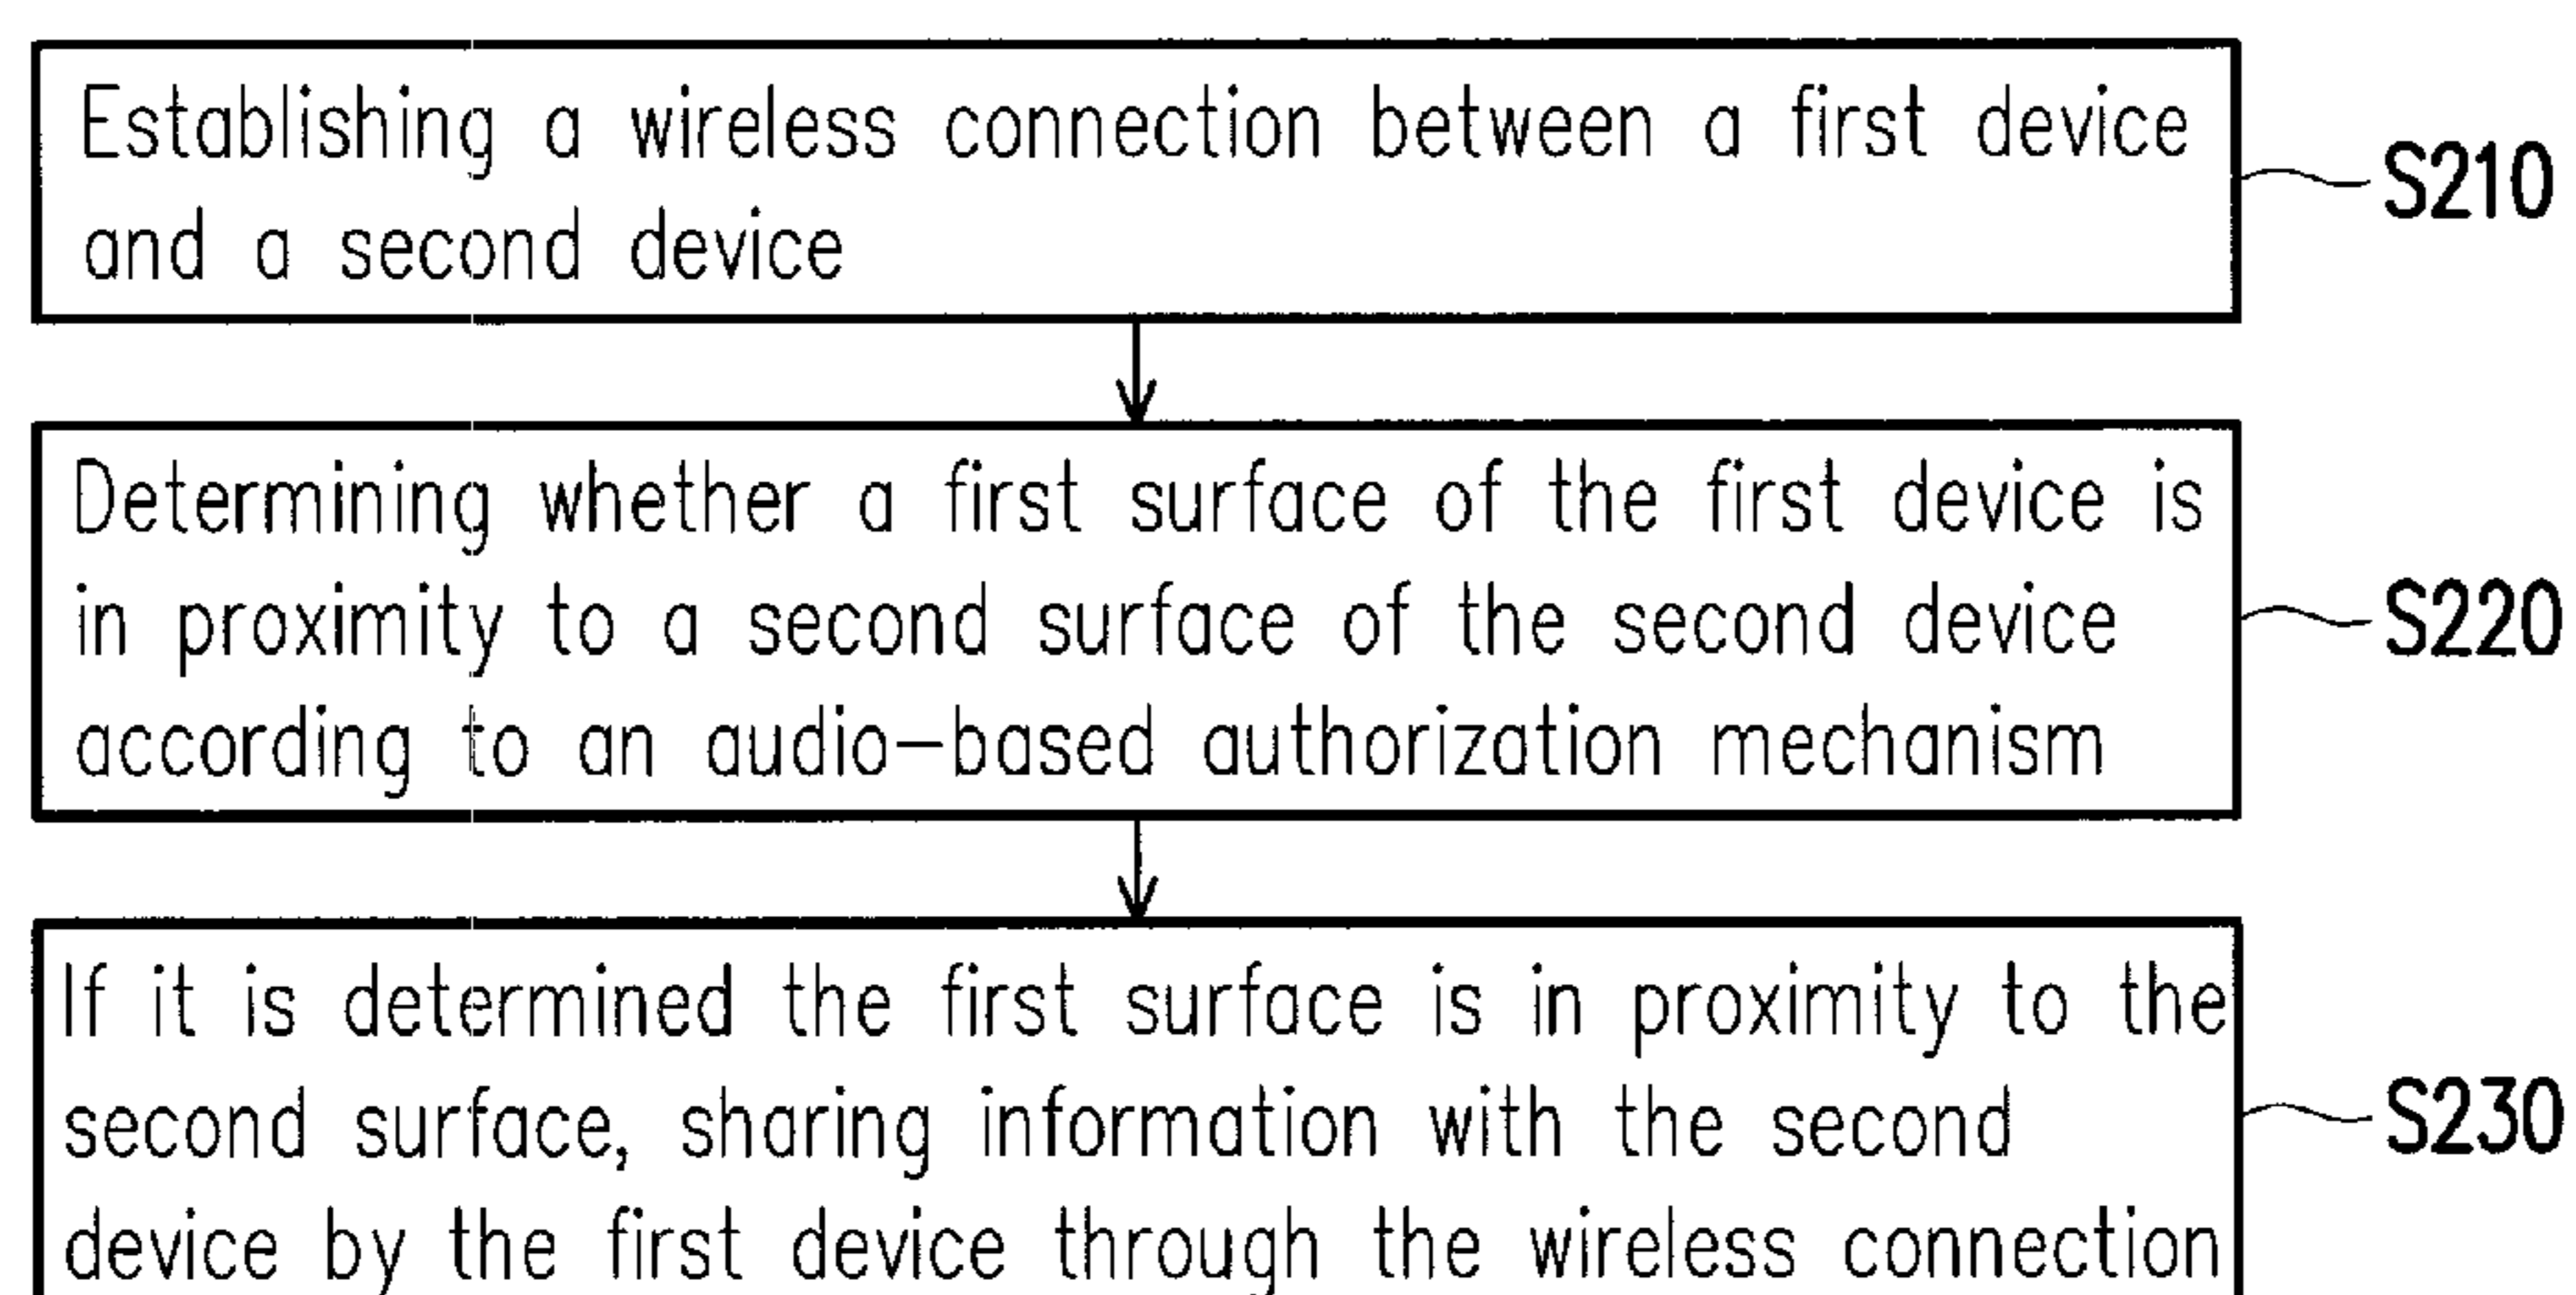 Establishing a wireless connection between a first device
and a second device
S210
Determining whether a first surface of the first device is
in proximity to a second surface of the second device
according to an audio-based authorization mechanism
S220
If it is determined the first surface is in proximity to the
second surface, sharing information with the second
device by the first device through the wireless connection
S230